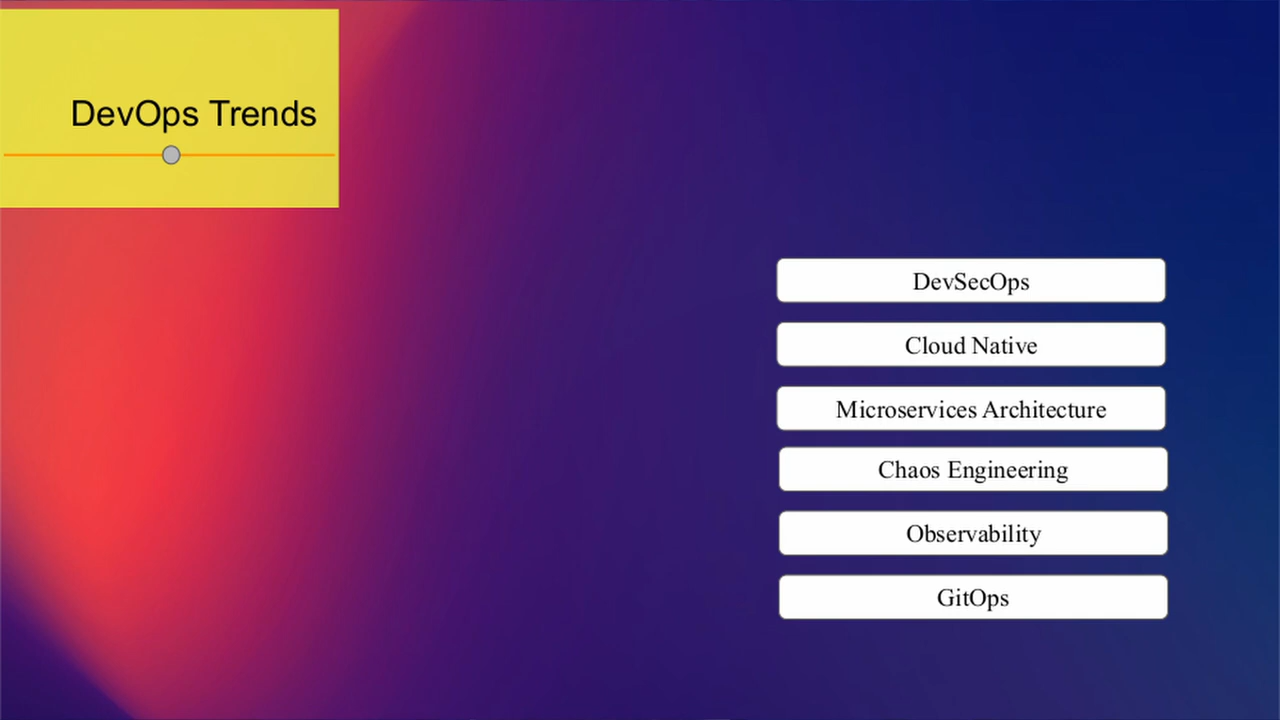 DevOps Trends
DevSecOps
Cloud Native
Microservices Architecture
Chaos Engineering
Observability
GitOps